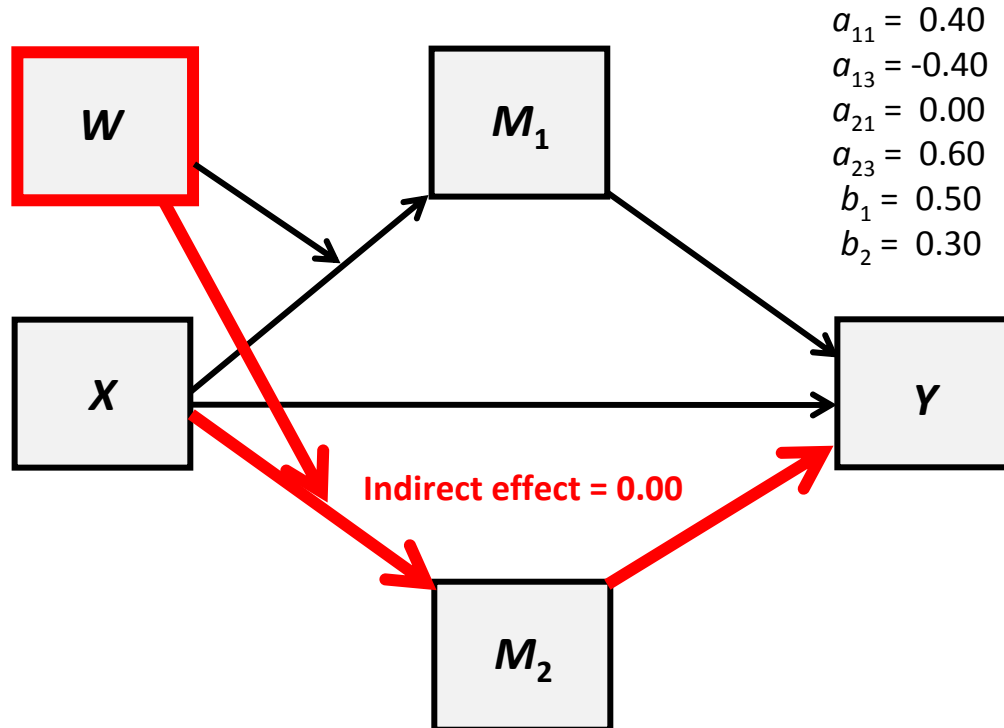 a₁₁ = 0.40
a₁₃ = -0.40
a₂₁ = 0.00
a₂₃ = 0.60
b₁ = 0.50
b₂ = 0.30
W
M₁
X
Y
Indirect effect = 0.00
M₂